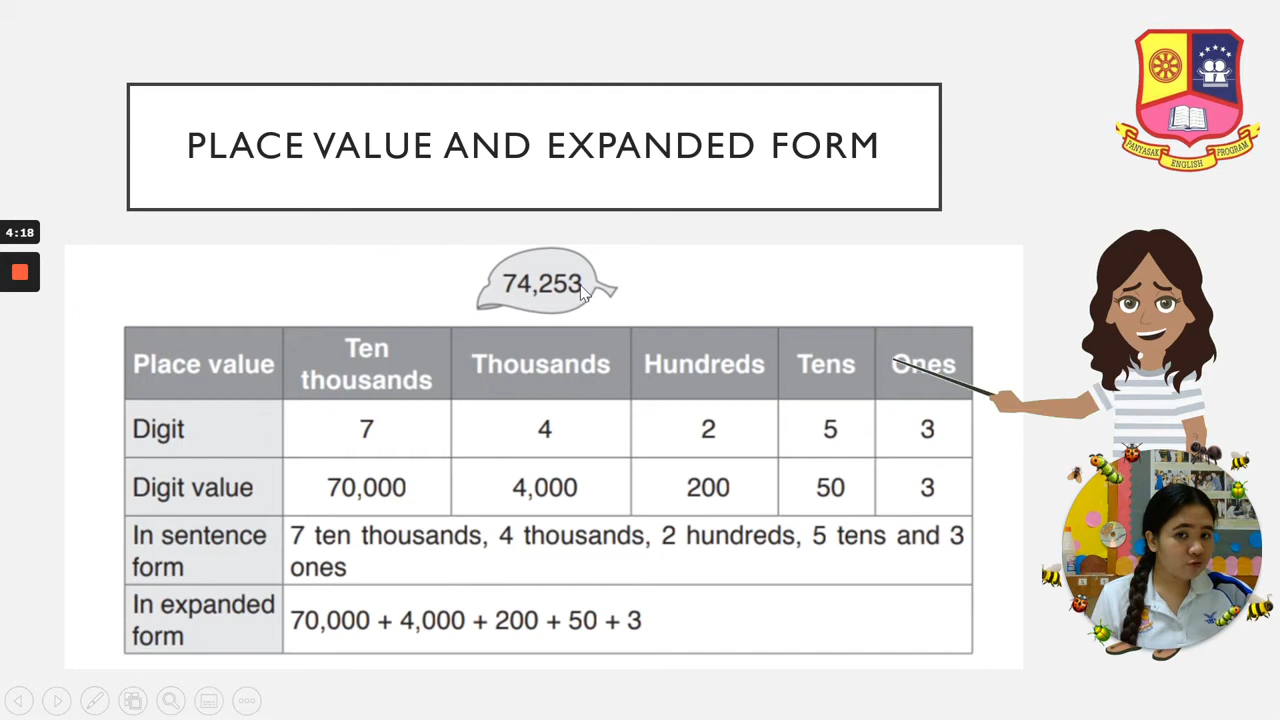 PLACE VALUE AND EXPANDED FORM
PANYASAK ENGLISH PROGRAM
4:18
74,253
Place value Ten thousands Thousands Hundreds Tens Ones
Digit 7 4 2 5 3
Digit value 70,000 4,000 200 50 3
In sentence form 7 ten thousands, 4 thousands, 2 hundreds, 5 tens and 3
ones
In expanded form 70,000 + 4,000 + 200 + 50 + 3